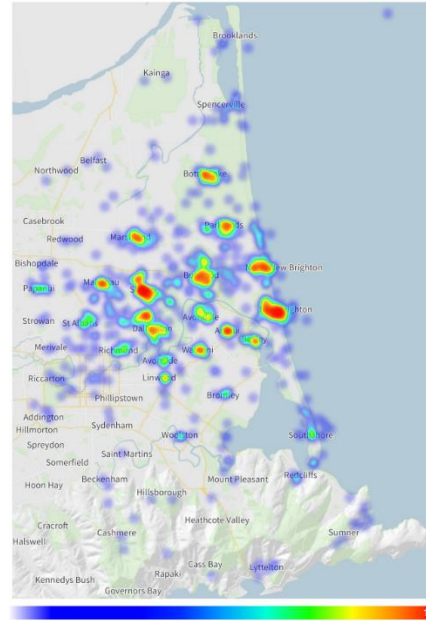 Brooklands
Kainga
Spencerville
Belfast
Northwood
Casebrook
Redwood
Bishopdale
Papanui
Strowan
St Albans
Merivale
Richmond
Riccarton
Linwood
Phillipstown
Bromley
Addington
Hillmorton
Sydenham
Woolston
Southshore
Spreydon
Saint Martins
Somerfield
Hoon Hay
Beckenham
Hillsborough
Mount Pleasant
Redcliffs
Cracroft
Halswell
Cashmere
Heathcote Valley
Sumner
Cass Bay
Lyttelton
Kennedys Bush
Rapaki
Governors Bay